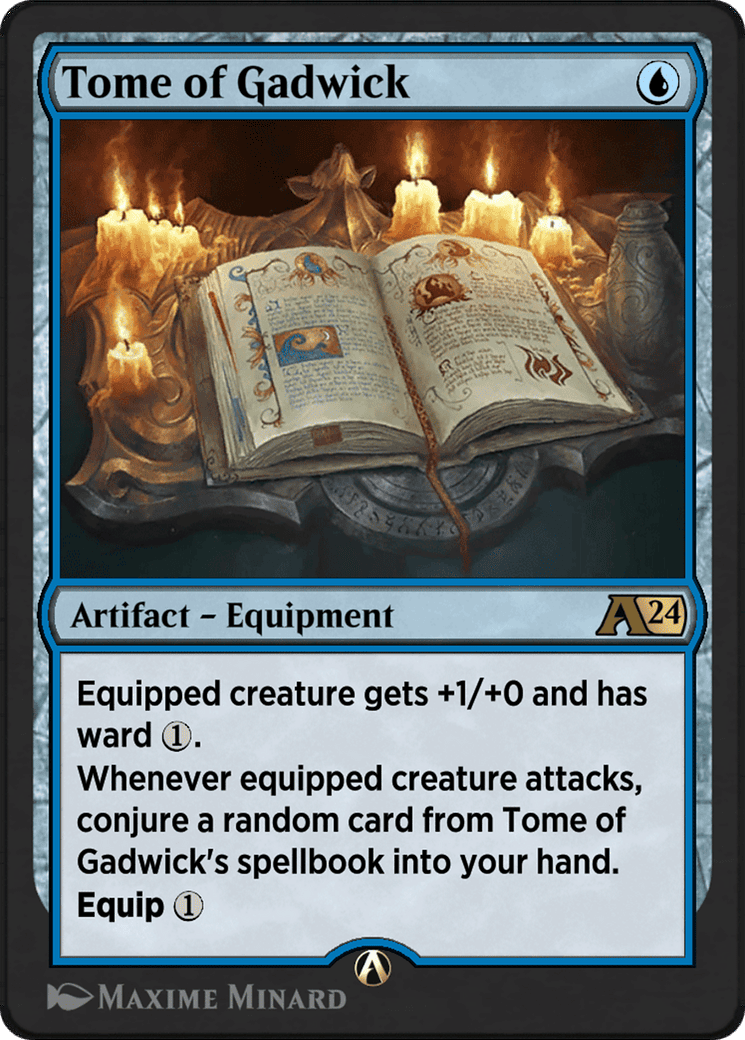 Tome of Gadwick
Artifact – Equipment A24
Equipped creature gets +1/+0 and has
ward 1.
Whenever equipped creature attacks,
conjure a random card from Tome of
Gadwick's spellbook into your hand.
Equip 1
Maxime Minard